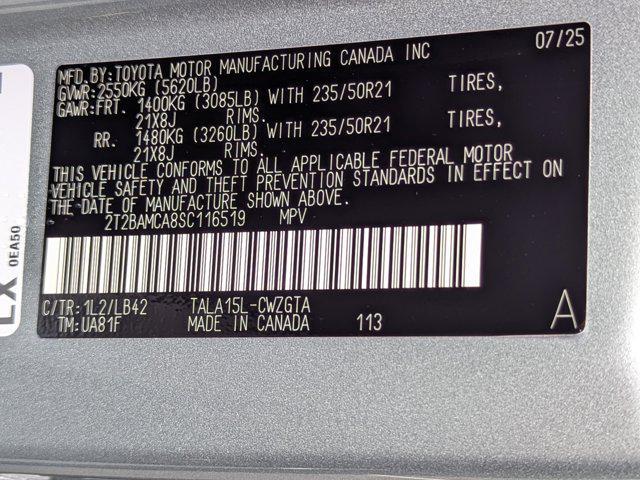 07/25
MFD.BY:TOYOTA MOTOR MANUFACTURING CANADA INC
GVWR:2550KG (5620LB)
GAWR:FRT. 1400KG (3085LB) WITH 235/50R21 TIRES,
21X8J RIMS.
RR. 1480KG (3260LB) WITH 235/50R21 TIRES,
21X8J RIMS.
THIS VEHICLE CONFORMS TO ALL APPLICABLE FEDERAL MOTOR
VEHICLE SAFETY AND THEFT PREVENTION STANDARDS IN EFFECT ON
THE DATE OF MANUFACTURE SHOWN ABOVE.
2T2BAMCA8SC116519 MPV
C/TR:1L2/LB42 TALA15L-CWZGTA
TM:UA81F MADE IN CANADA 113
A
0EA50